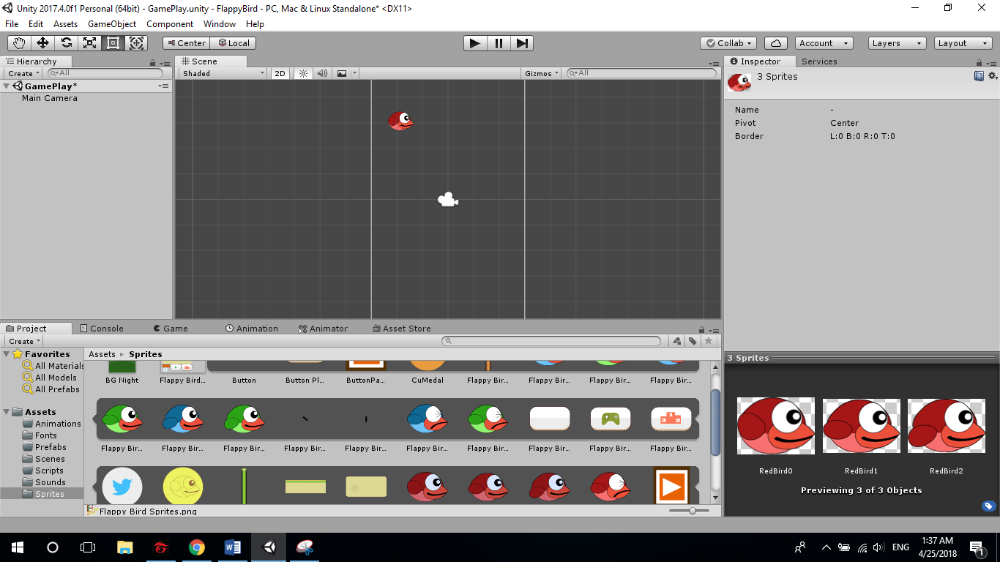 Unity 2017.4.0f1 Personal (64bit) - GamePlay.unity - FlappyBird - PC, Mac & Linux Standalone* <DX11>
File Edit Assets GameObject Component Window Help
Center Local Collab Account Layers Layout
Hierarchy
Create All
GamePlay*
Main Camera
Scene
Shaded 2D Gizmos All
Inspector Services
3 Sprites
Name -
Pivot Center
Border L:0 B:0 R:0 T:0
Project Console Game Animation Animator Asset Store
Create
Favorites
All Materials
All Models
All Prefabs
Assets
Animations
Fonts
Prefabs
Scenes
Scripts
Sounds
Sprites
Assets Sprites
BG Night Flappy Bird... Button Button Pl... ButtonPa... CuMedal Flappy Bir... Flappy Bir... Flappy Bir... Flappy Bir...
Flappy Bir... Flappy Bir... Flappy Bir... Flappy Bir... Flappy Bir... Flappy Bir... Flappy Bir... Flappy Bir... Flappy Bir... Flappy Bir...
Flappy Bird Sprites.png
3 Sprites
RedBird0 RedBird1 RedBird2
Previewing 3 of 3 Objects
ENG
1:37 AM
4/25/2018
1